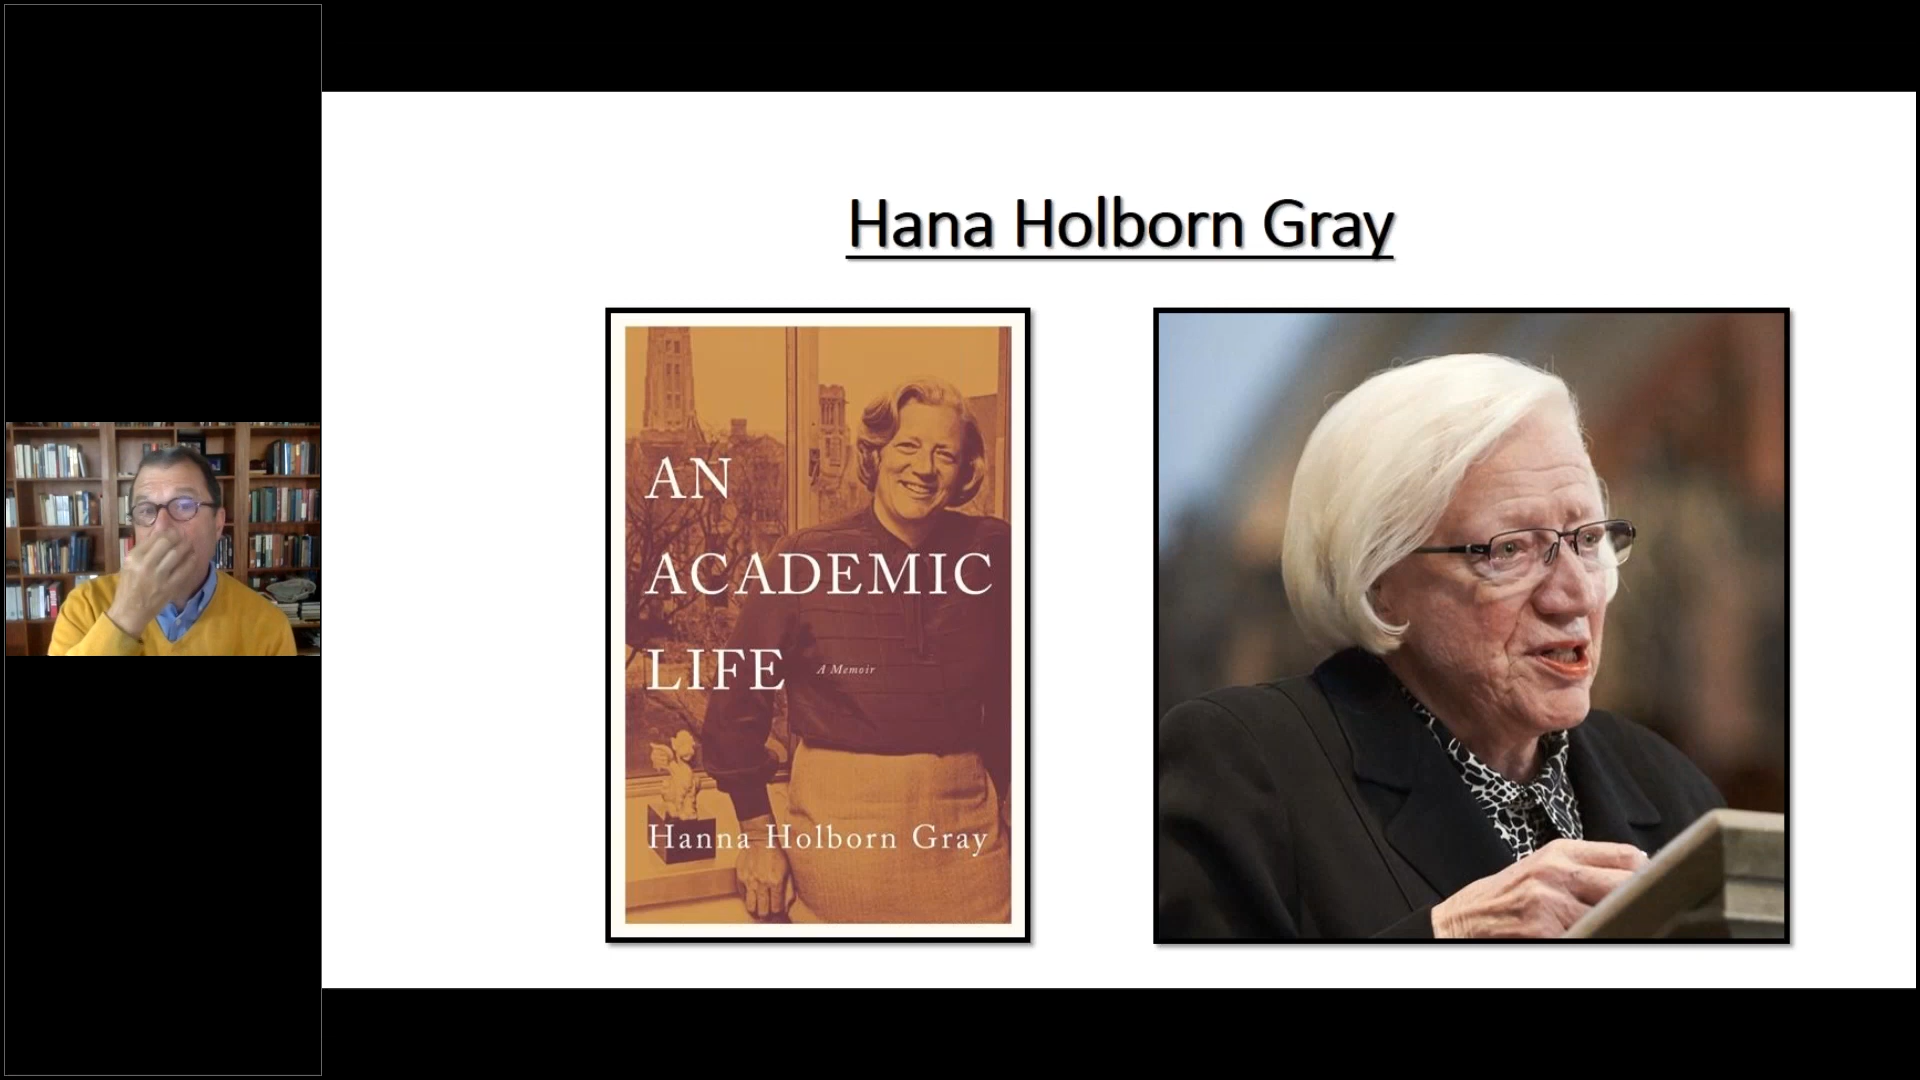 Hana Holborn Gray
AN
ACADEMIC
LIFE
A Memoir
Hanna Holborn Gray